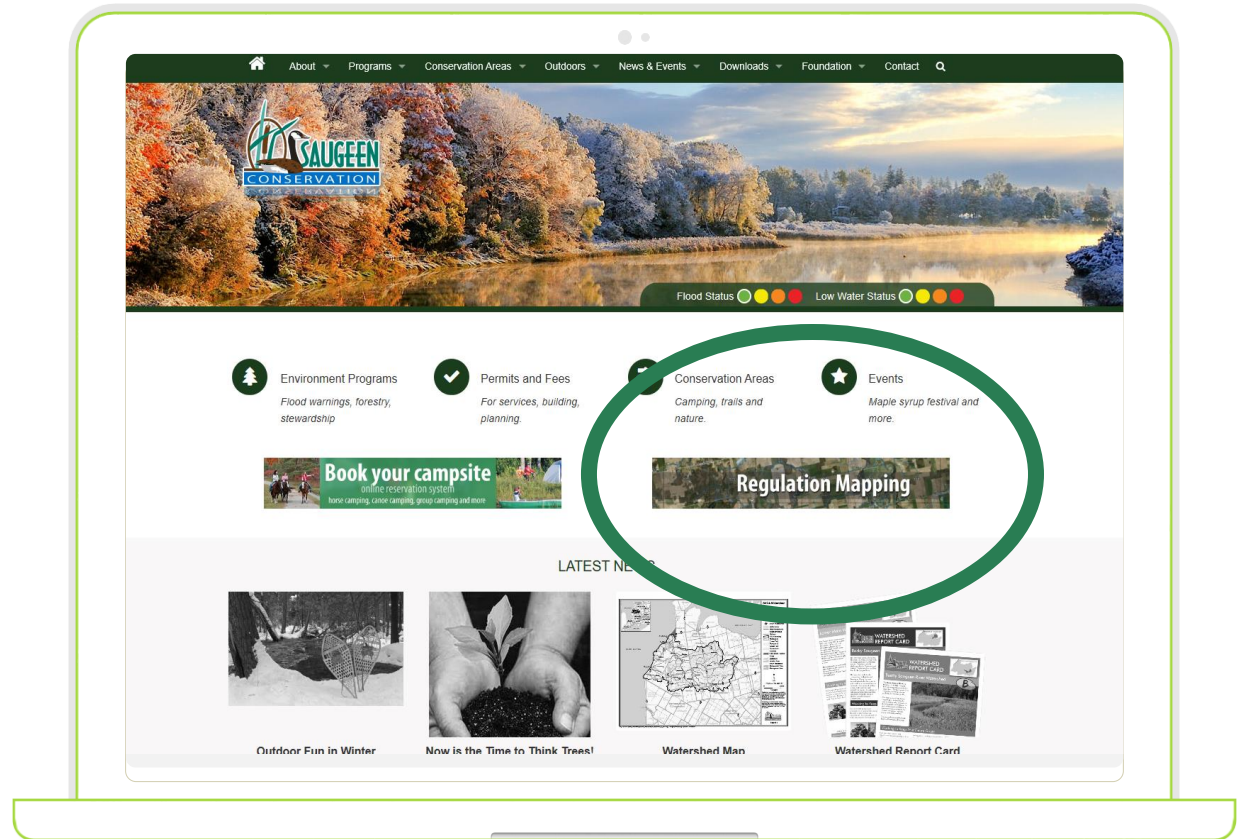 About Programs Conservation Areas Outdoors News & Events Downloads Foundation Contact
SAUGEEN
CONSERVATION
Flood Status Low Water Status
Environment Programs
Flood warnings, forestry,
stewardship
Permits and Fees
For services, building,
planning.
Conservation Areas
Camping, trails and
nature.
Events
Maple syrup festival and
more.
Book your campsite
online reservation system
horse camping, canoe camping, group camping and more
Regulation Mapping
LATEST
WATERSHED
REPORT CARD
WATERSHED
REPORT CARD
B
Outdoor Fun in Winter
Now is the Time to Think Trees!
Watershed Map
Watershed Report Card